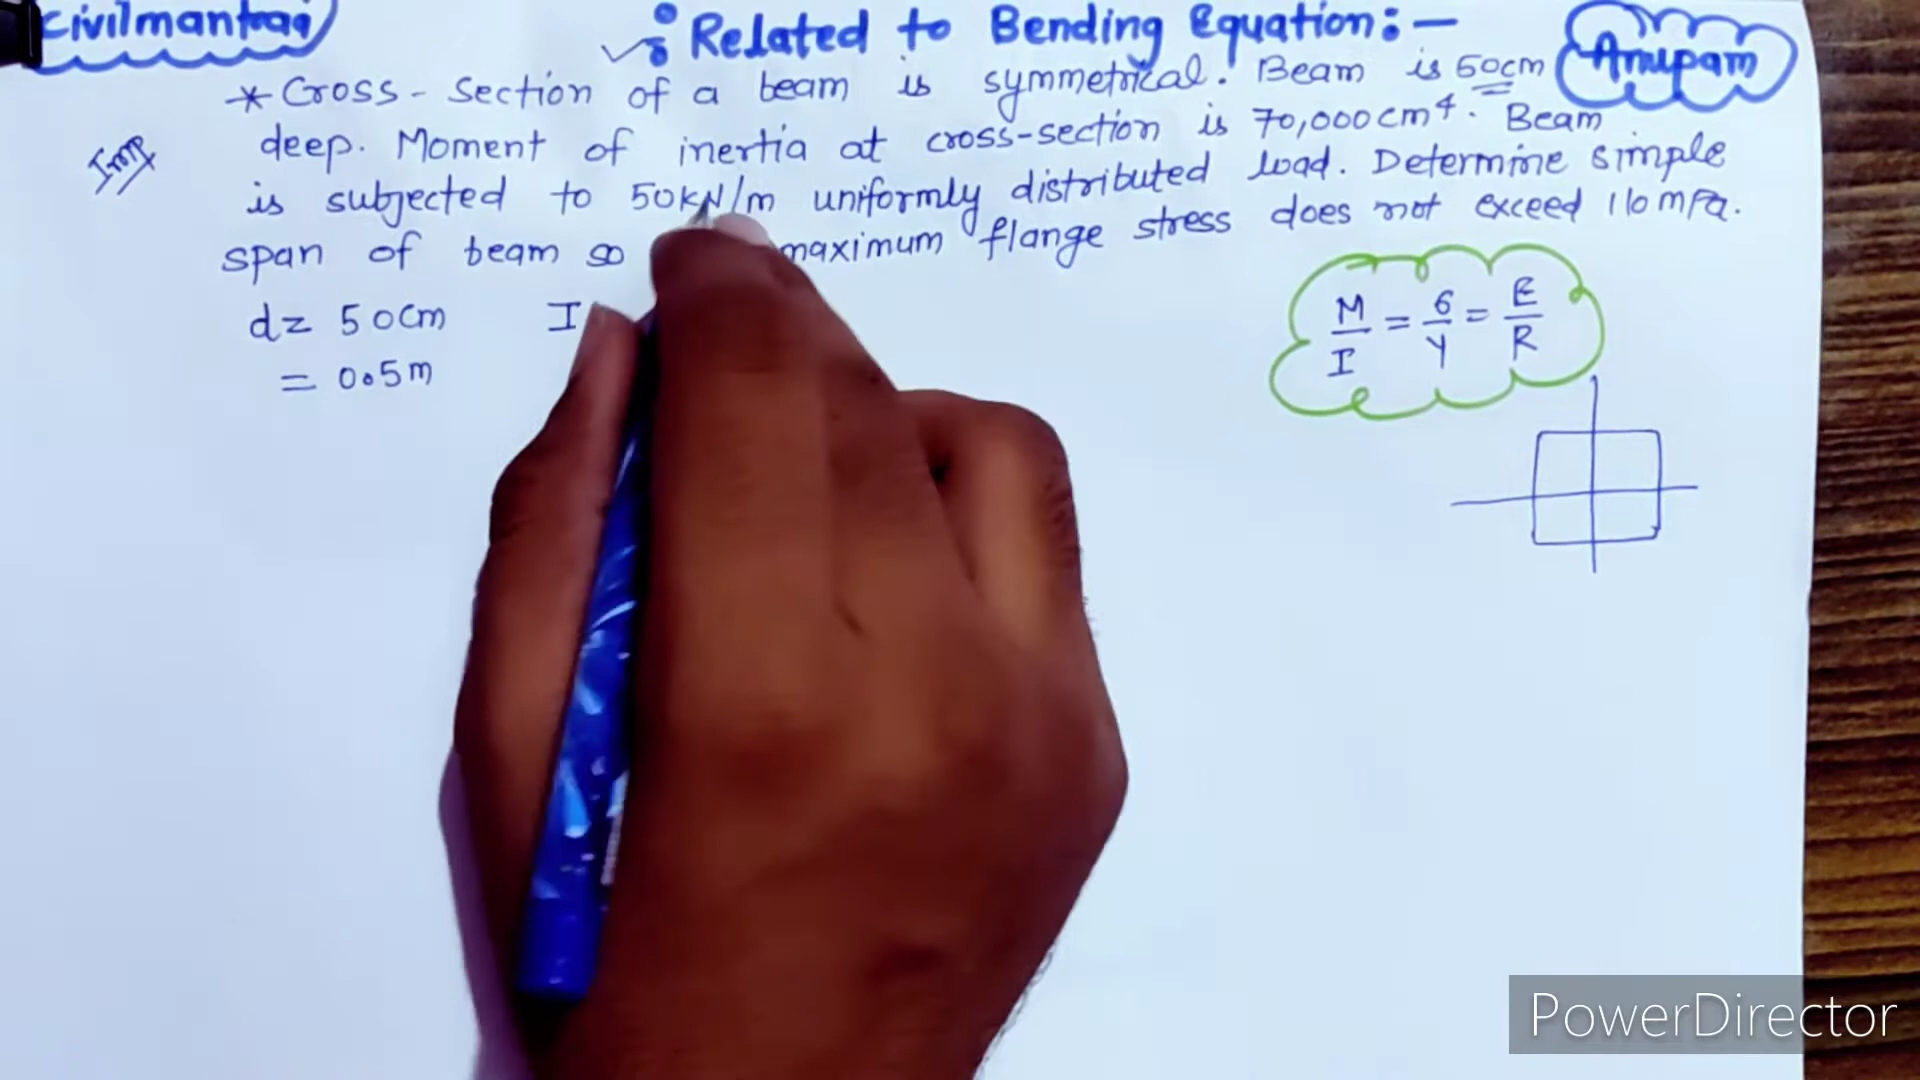 Civilmantraa
: Related to Bending Equation :-
Anupam
* Cross-section of a beam is symmetrical. Beam is 50cm
Imp
deep. Moment of inertia at cross-section is 70,000cm⁴. Beam
is subjected to 50kN/m uniformly distributed load. Determine simple
span of beam so maximum flange stress does not exceed 110MPa.
d = 50cm I
= 0.5m
M/I = σ/Y = E/R
PowerDirector